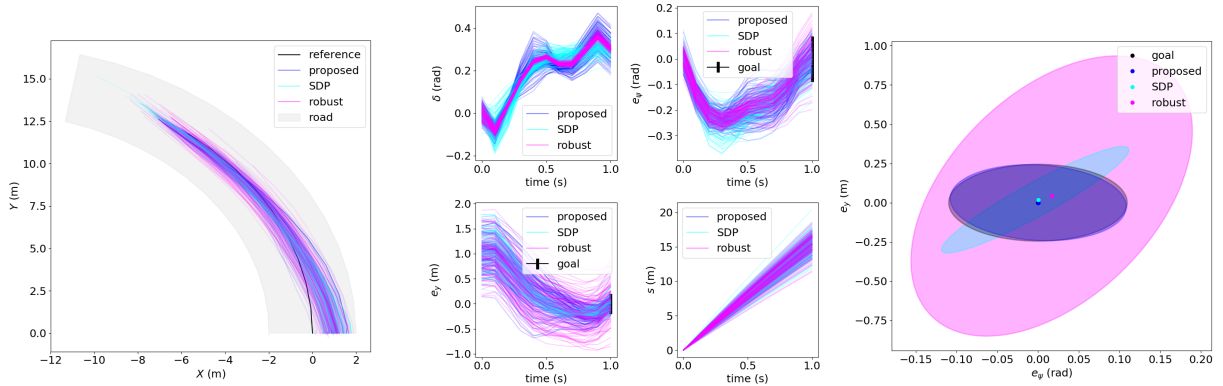 15.0
12.5
10.0
7.5
5.0
2.5
0.0
Y (m)
−12 −10 −8 −6 −4 −2 0 2
X (m)
reference
proposed
SDP
robust
road
0.4
0.2
0.0
−0.2
δ (rad)
proposed
SDP
robust
0.0 0.5 1.0
time (s)
0.2
0.1
0.0
−0.1
−0.2
−0.3
eψ (rad)
proposed
SDP
robust
goal
0.0 0.5 1.0
time (s)
2.0
1.5
1.0
0.5
0.0
−0.5
−1.0
ey (m)
proposed
SDP
robust
goal
0.0 0.5 1.0
time (s)
20
15
10
5
0
s (m)
proposed
SDP
robust
0.0 0.5 1.0
time (s)
1.00
0.75
0.50
0.25
0.00
−0.25
−0.50
−0.75
ey (m)
goal
proposed
SDP
robust
−0.15 −0.10 −0.05 0.00 0.05 0.10 0.15 0.20
eψ (rad)